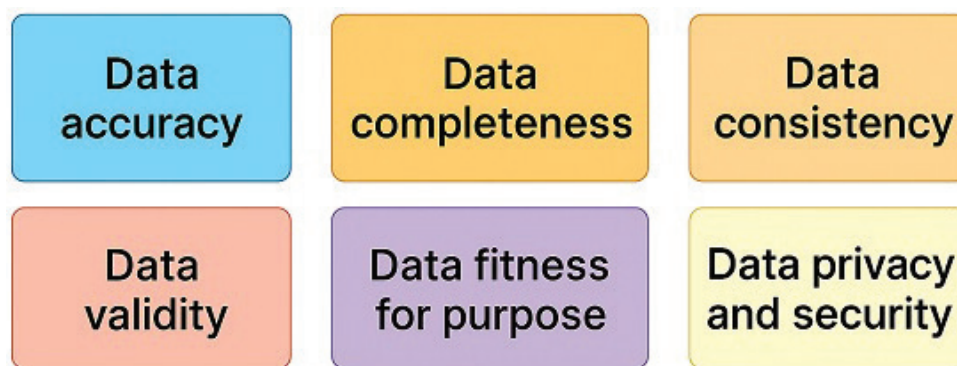 Data
accuracy
Data
completeness
Data
consistency
Data
validity
Data fitness
for purpose
Data privacy
and security